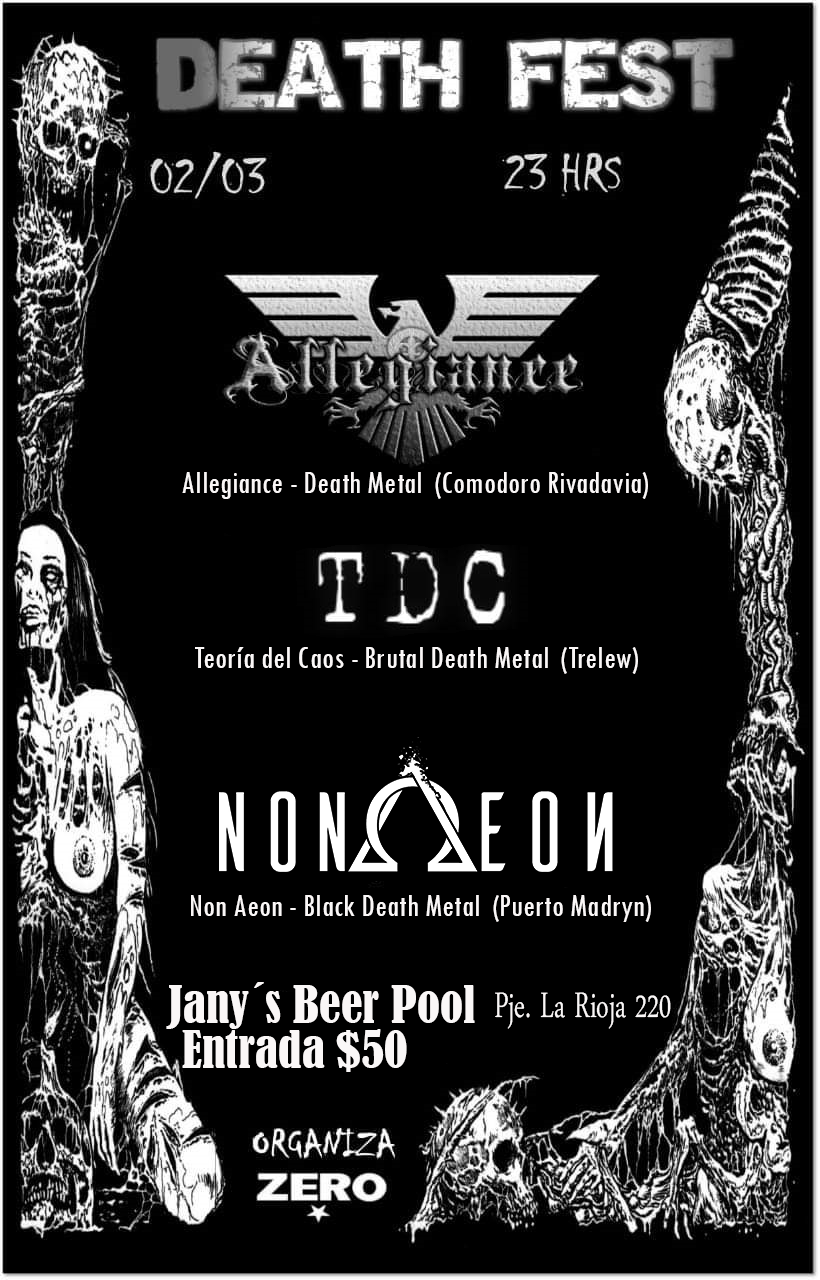 DEATH FEST
02/03 23 HRS
Allegiance
Allegiance - Death Metal (Comodoro Rivadavia)
TDC
Teoría del Caos - Brutal Death Metal (Trelew)
NON AEON
Non Aeon - Black Death Metal (Puerto Madryn)
Jany´s Beer Pool Pje. La Rioja 220
Entrada $50
ORGANIZA
ZERO